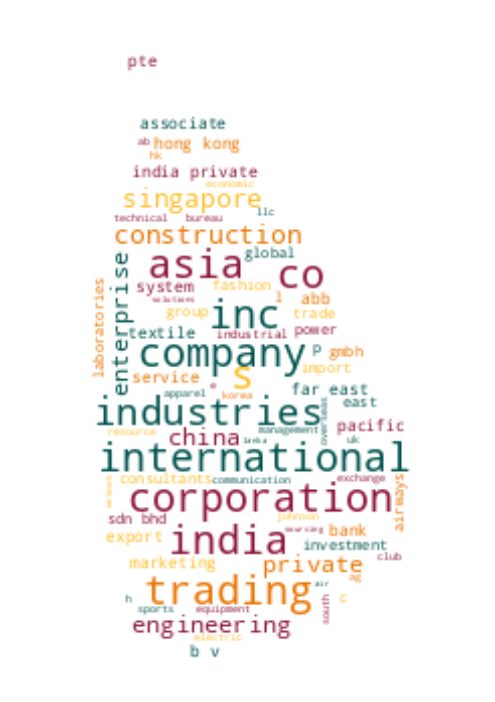 pte
associate
ab hong kong
hk
india private
economic
singapore
technical bureau llc
construction
global
asia co
system fashion
laboratories
enterprise
solutions l abb
group inc trade
textile industrial power
company p gmbh
import
service s
e
apparel korea far east
industries east
overseas
resource management pacific
china lanka uk
international
consultants communication exchange
network
corporation
airways
sdn bhd johnson
export sourcing bank
india investment
club
marketing private
ag
trading air
h c
sports equipment south
engineering
electric
b v